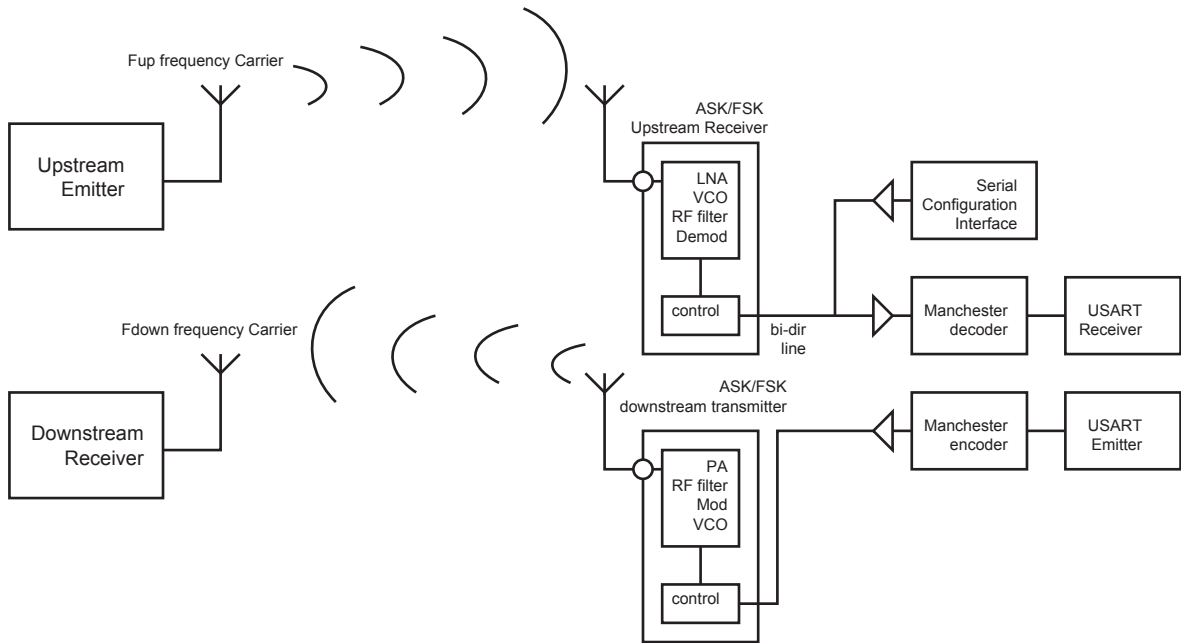 Fup frequency Carrier
Upstream
Emitter
ASK/FSK
Upstream Receiver
LNA
VCO
RF filter
Demod
control
bi-dir
line
Serial
Configuration
Interface
Manchester
decoder
USART
Receiver
Fdown frequency Carrier
Downstream
Receiver
ASK/FSK
downstream transmitter
PA
RF filter
Mod
VCO
control
Manchester
encoder
USART
Emitter